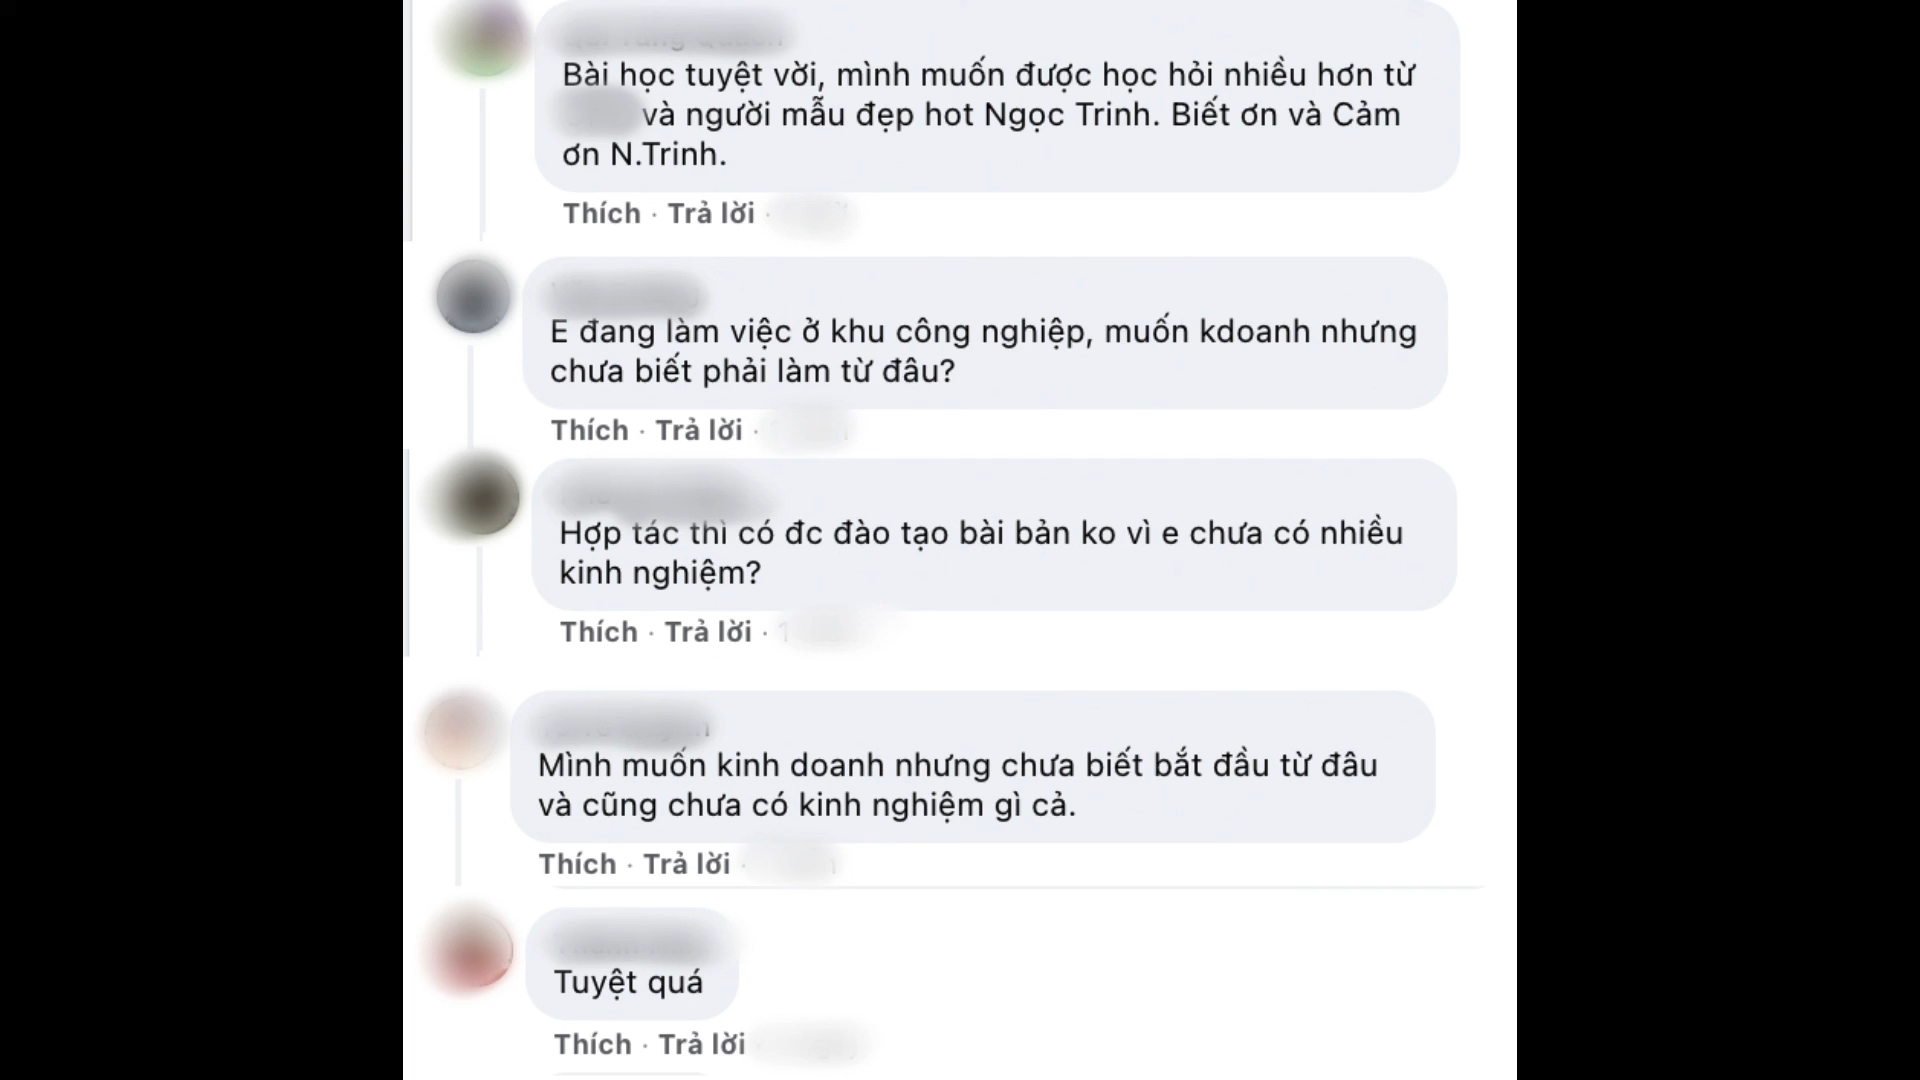 Bài học tuyệt vời, mình muốn được học hỏi nhiều hơn từ
và người mẫu đẹp hot Ngọc Trinh. Biết ơn và Cảm
ơn N.Trinh.
Thích · Trả lời ·
E đang làm việc ở khu công nghiệp, muốn kdoanh nhưng
chưa biết phải làm từ đâu?
Thích · Trả lời ·
Hợp tác thì có đc đào tạo bài bản ko vì e chưa có nhiều
kinh nghiệm?
Thích · Trả lời ·
Mình muốn kinh doanh nhưng chưa biết bắt đầu từ đâu
và cũng chưa có kinh nghiệm gì cả.
Thích · Trả lời ·
Tuyệt quá
Thích · Trả lời